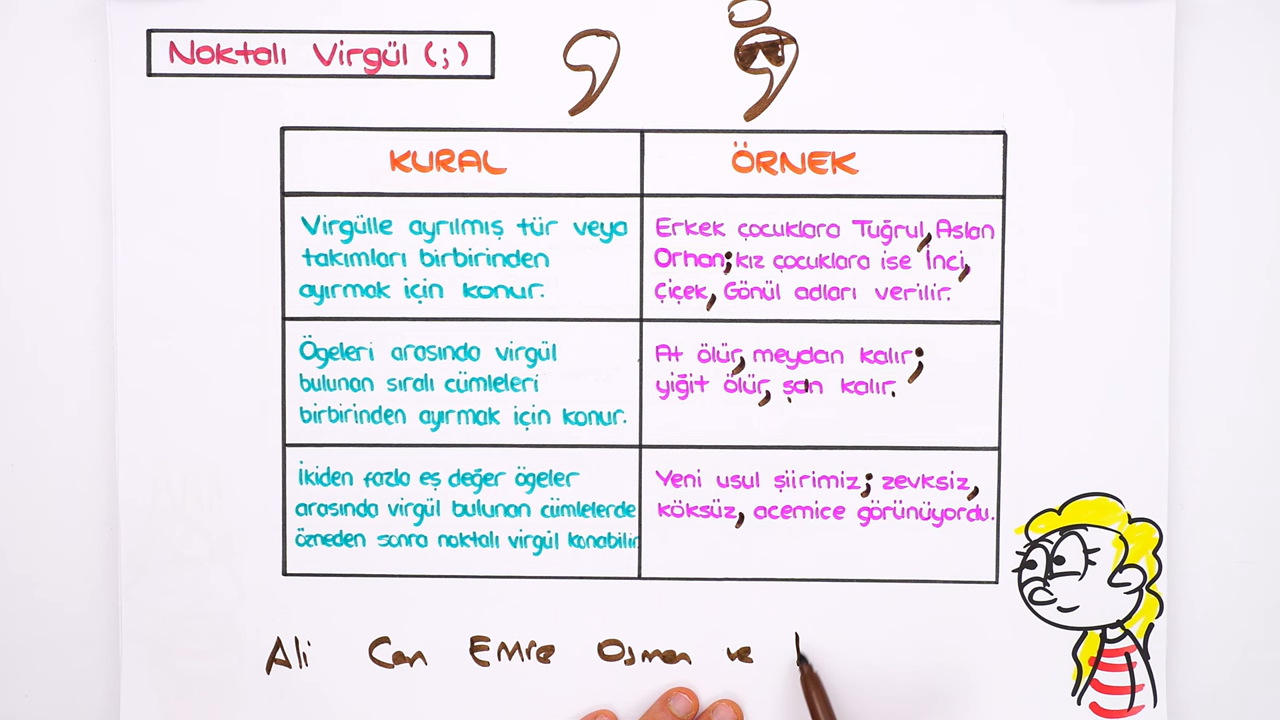 Noktalı Virgül (;)
KURAL
ÖRNEK
Virgülle ayrılmış tür veya
takımları birbirinden
ayırmak için konur.
Erkek çocuklara Tuğrul, Aslan
Orhan; kız çocuklara ise İnci,
Çiçek, Gönül adları verilir.
Ögeleri arasında virgül
bulunan sıralı cümleleri
birbirinden ayırmak için konur.
At ölür, meydan kalır;
yiğit ölür, şan kalır.
İkiden fazla eş değer ögeler
arasında virgül bulunan cümlelerde
özneden sonra noktalı virgül konabilir
Yeni usul şiirimiz; zevksiz,
köksüz, acemice görünüyordu.
Ali Can Emre Osman ve